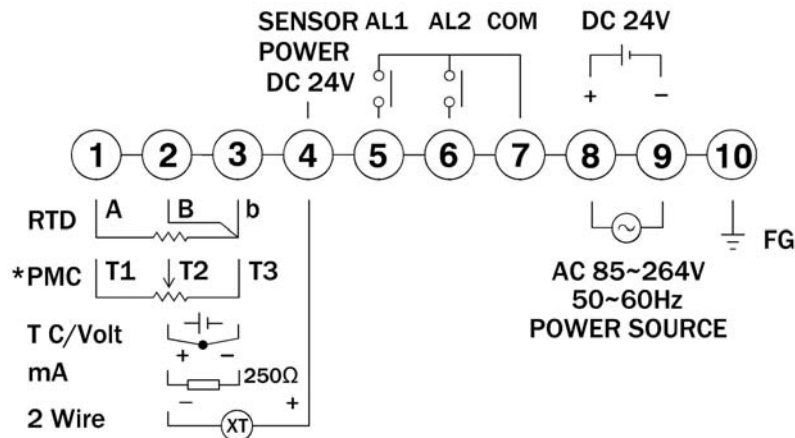 SENSOR AL1 AL2 COM DC 24V
POWER
DC 24V
+ −
1 2 3 4 5 6 7 8 9 10
RTD A B b
FG
*PMC T1 T2 T3
AC 85~264V
50~60Hz
POWER SOURCE
T C/Volt
+ −
mA 250Ω
− +
2 Wire XT